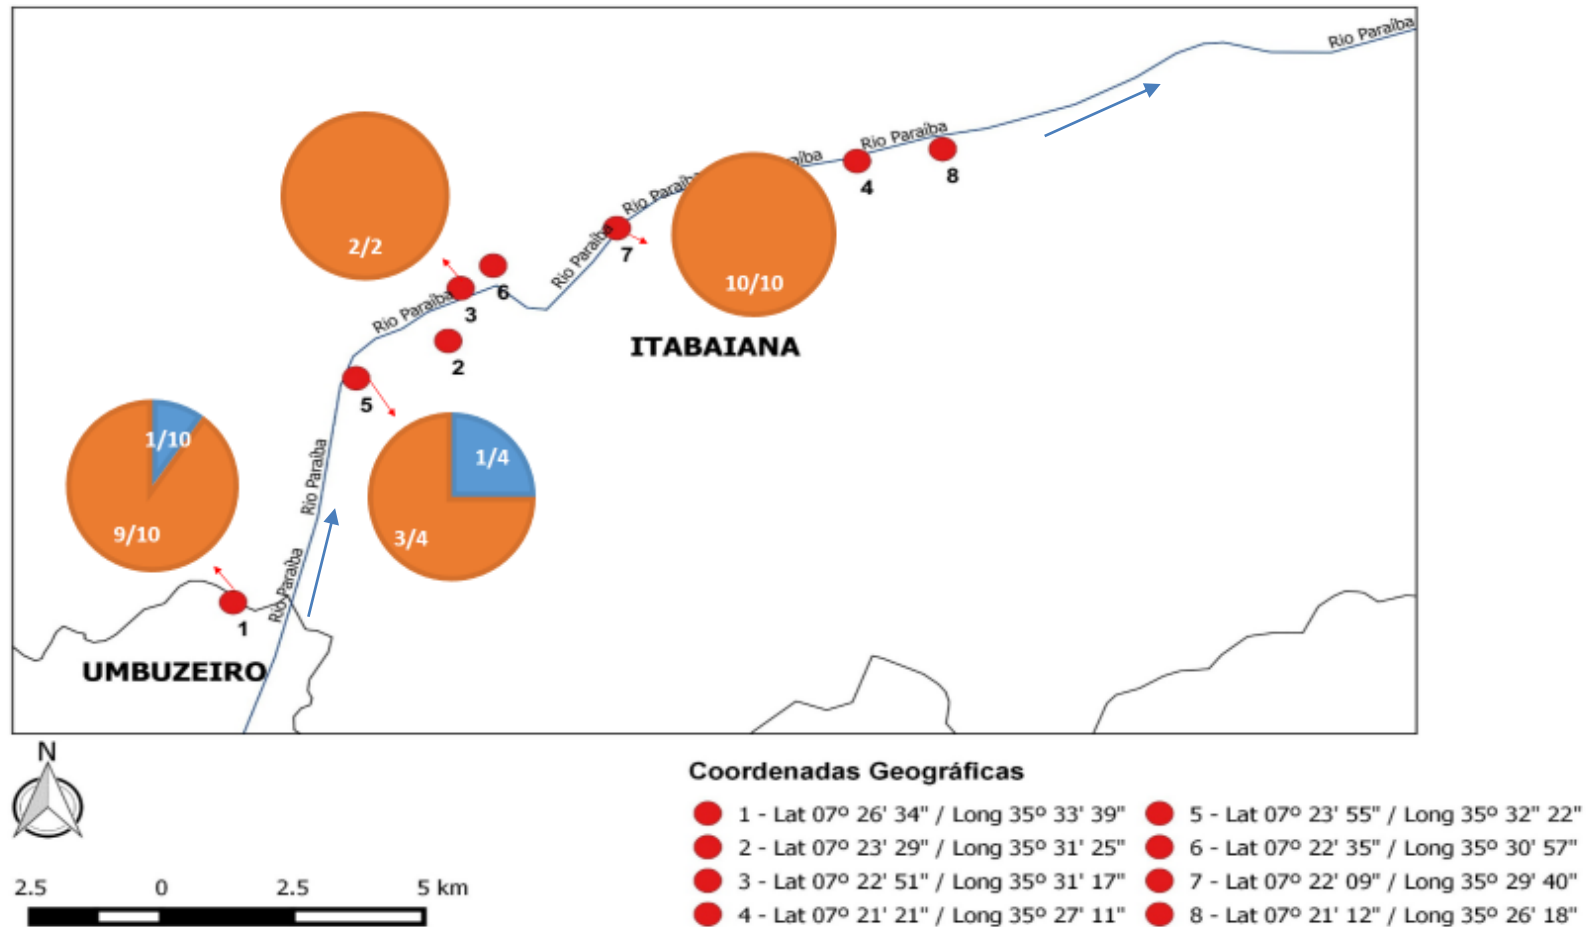 Rio Paraíba
Rio Paraíba
aíba
Rio Paraíba
4
8
Rio Paraíba
7
2/2
10/10
Rio Paraíba
6
3
Rio Paraíba
2
ITABAIANA
5
1/10
9/10
1/4
3/4
Rio Paraíba
Rio Paraíba
1
UMBUZEIRO
N
2.5 0 2.5 5 km
Coordenadas Geográficas
1 - Lat 07º 26' 34" / Long 35º 33' 39"
2 - Lat 07º 23' 29" / Long 35º 31' 25"
3 - Lat 07º 22' 51" / Long 35º 31' 17"
4 - Lat 07º 21' 21" / Long 35º 27' 11"
5 - Lat 07º 23' 55" / Long 35º 32" 22"
6 - Lat 07º 22' 35" / Long 35º 30' 57"
7 - Lat 07º 22' 09" / Long 35º 29' 40"
8 - Lat 07º 21' 12" / Long 35º 26' 18"